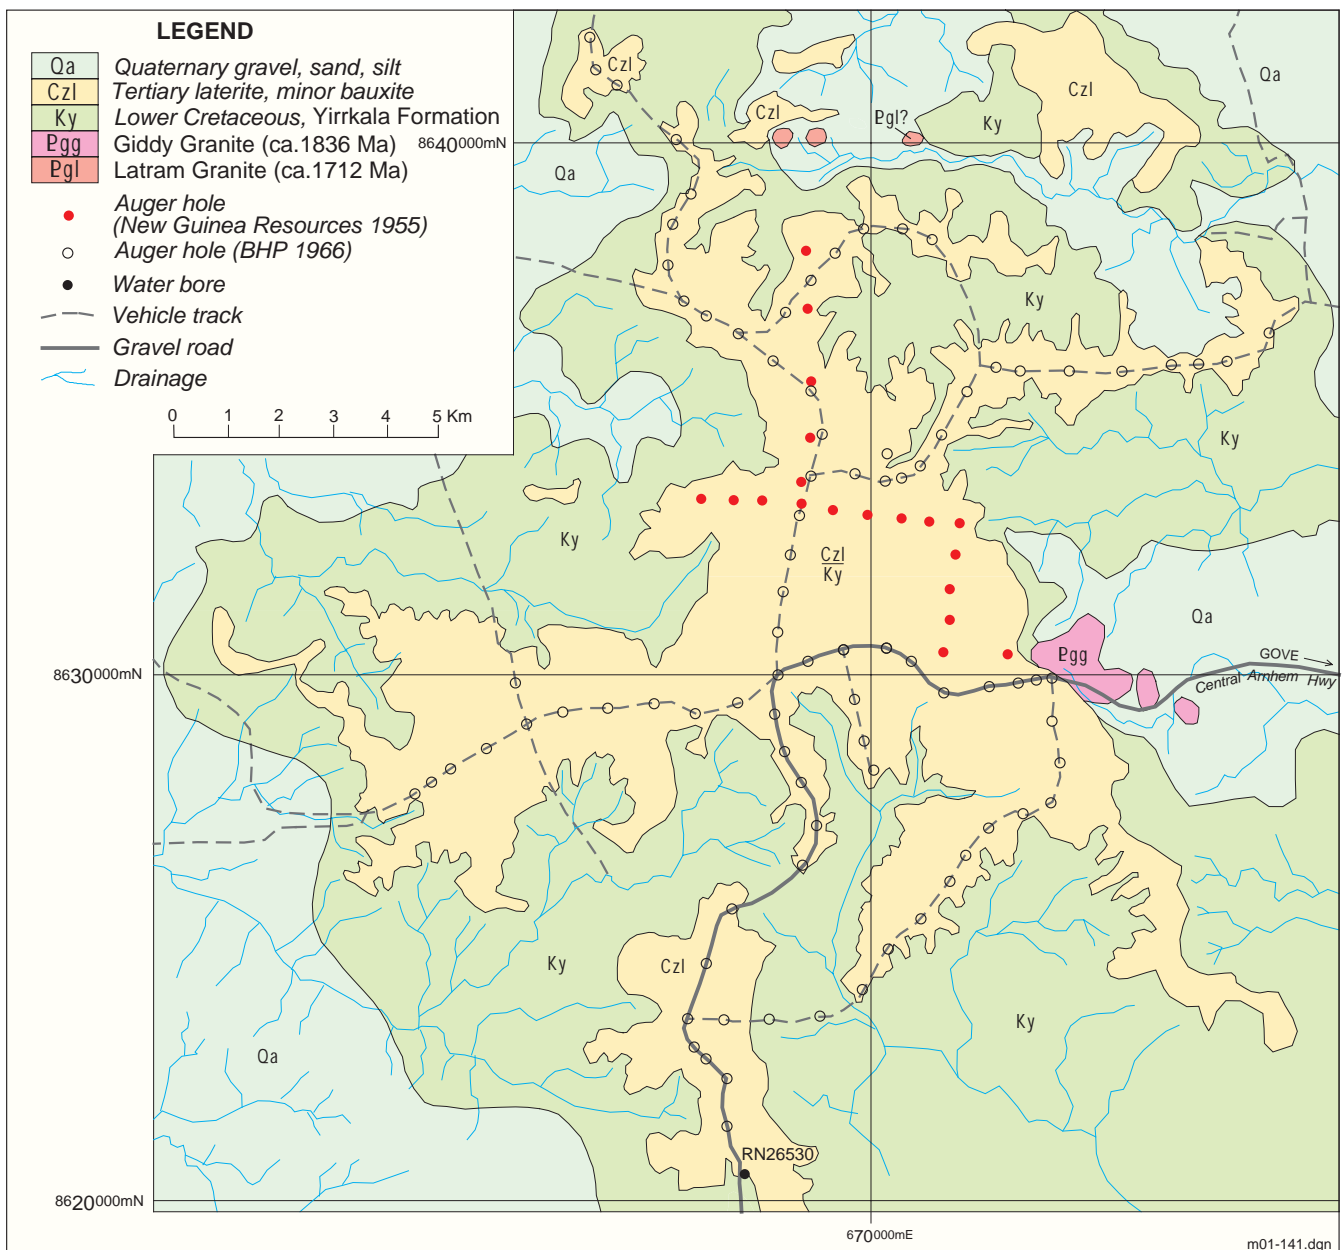 LEGEND
Qa Quaternary gravel, sand, silt
Czl Tertiary laterite, minor bauxite
Ky Lower Cretaceous, Yirrkala Formation
Pgg Giddy Granite (ca.1836 Ma)
Pgl Latram Granite (ca.1712 Ma)
Auger hole
(New Guinea Resources 1955)
Auger hole (BHP 1966)
Water bore
Vehicle track
Gravel road
Drainage
0 1 2 3 4 5 Km
8640000mN
Czl
Czl
Qa
Czl
Pgl?
Ky
Qa
Ky
Ky
Ky
Czl
Ky
Qa
Pgg
GOVE
Central Arnhem Hwy
8630000mN
Ky
Czl
Ky
Qa
RN26530
8620000mN
670000mE
m01-141.dgn